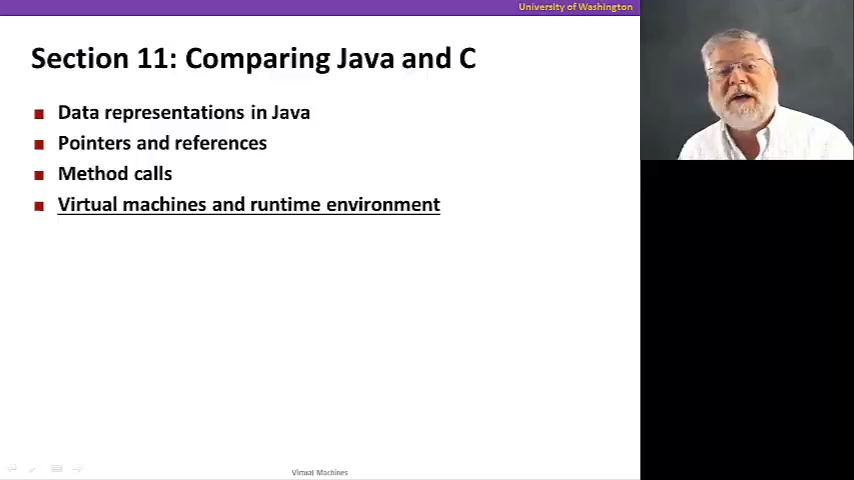 University of Washington
Section 11: Comparing Java and C
Data representations in Java
Pointers and references
Method calls
Virtual machines and runtime environment
Virtual Machines